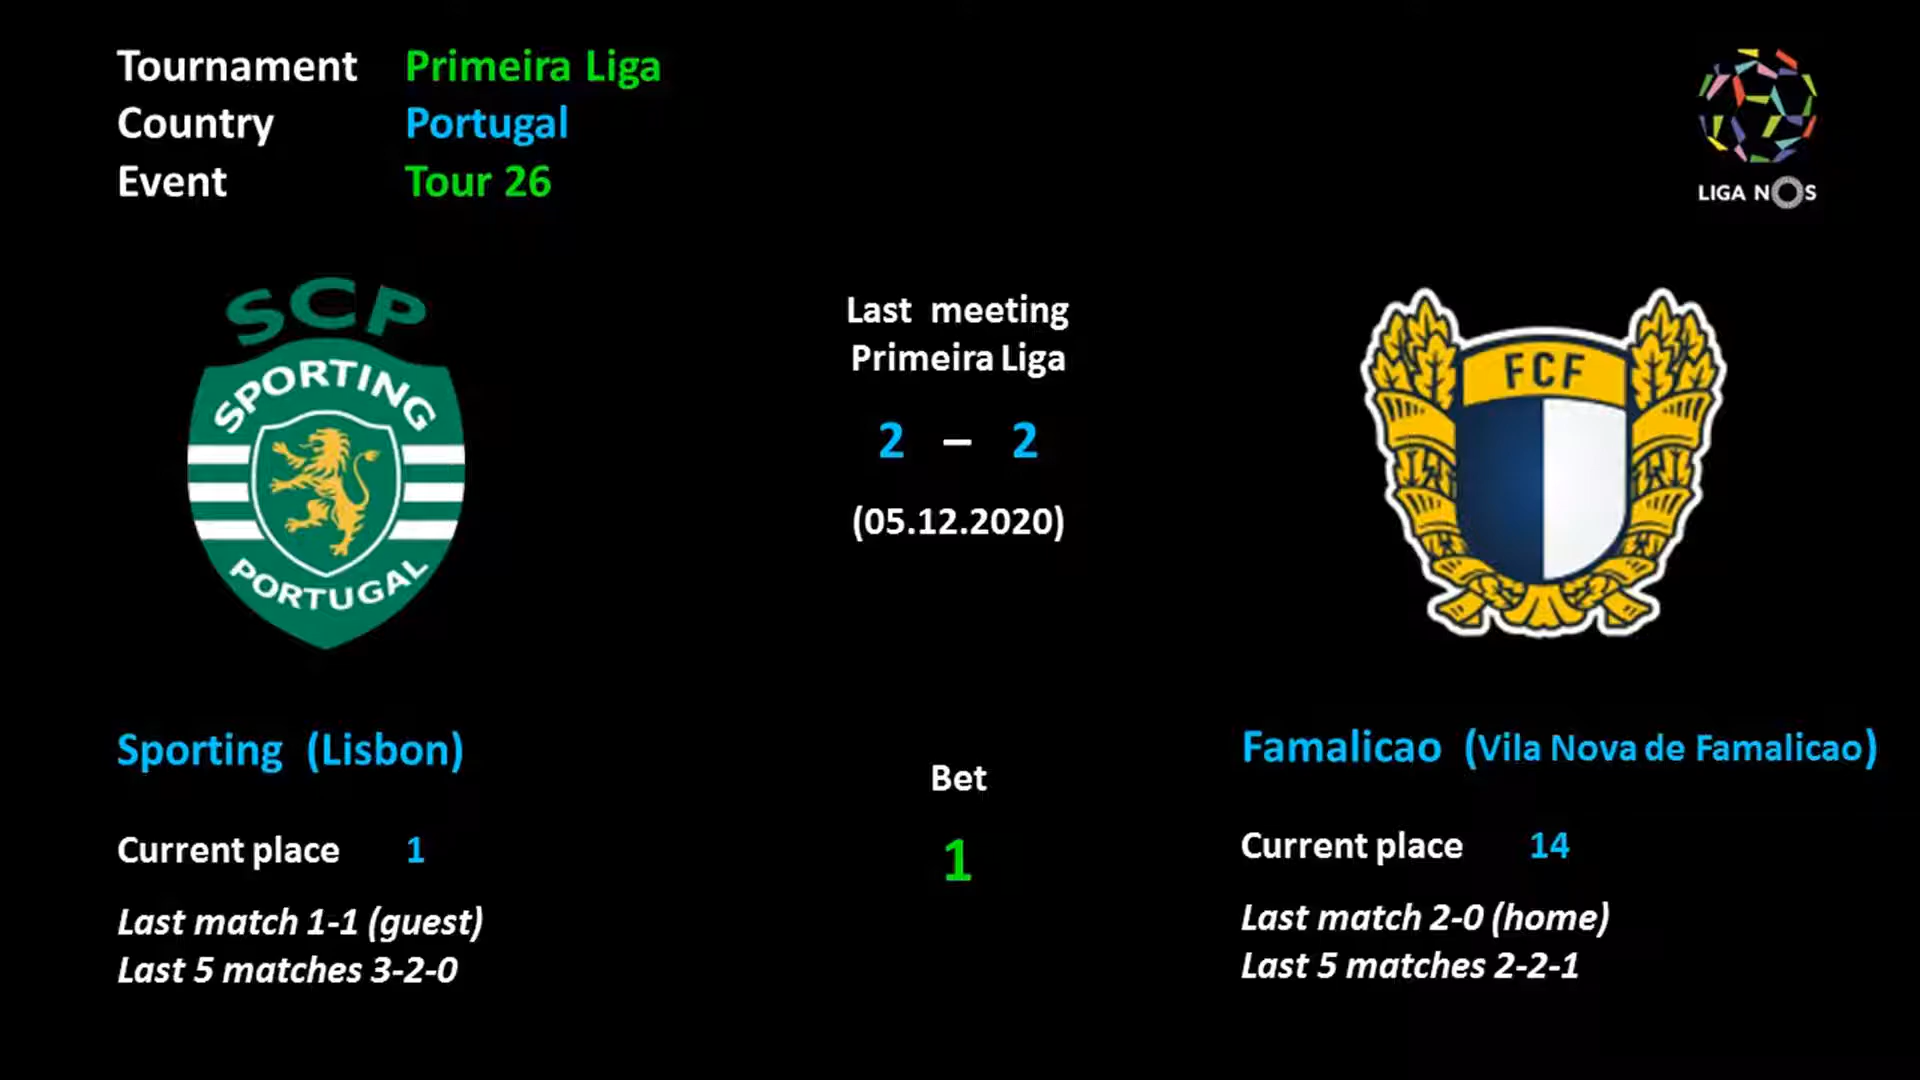 Tournament Primeira Liga
Country Portugal
Event Tour 26
LIGA NOS
SCP
SPORTING
PORTUGAL
Last meeting
Primeira Liga
2 – 2
(05.12.2020)
FCF
Sporting (Lisbon)
Current place 1
Last match 1-1 (guest)
Last 5 matches 3-2-0
Bet
1
Famalicao (Vila Nova de Famalicao)
Current place 14
Last match 2-0 (home)
Last 5 matches 2-2-1